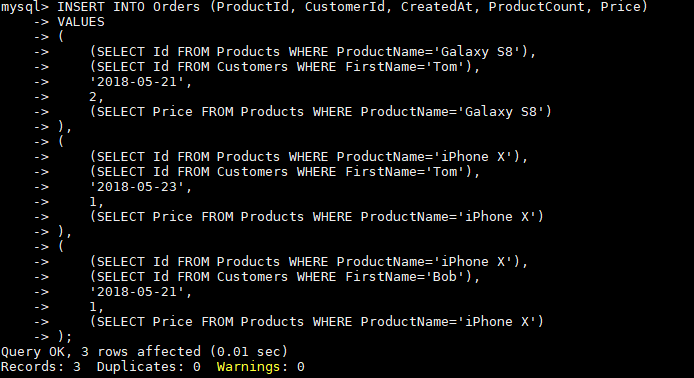 mysql> INSERT INTO Orders (ProductId, CustomerId, CreatedAt, ProductCount, Price)
    -> VALUES
    -> (
    ->     (SELECT Id FROM Products WHERE ProductName='Galaxy S8'),
    ->     (SELECT Id FROM Customers WHERE FirstName='Tom'),
    ->     '2018-05-21',
    ->     2,
    ->     (SELECT Price FROM Products WHERE ProductName='Galaxy S8')
    -> ),
    -> (
    ->     (SELECT Id FROM Products WHERE ProductName='iPhone X'),
    ->     (SELECT Id FROM Customers WHERE FirstName='Tom'),
    ->     '2018-05-23',
    ->     1,
    ->     (SELECT Price FROM Products WHERE ProductName='iPhone X')
    -> ),
    -> (
    ->     (SELECT Id FROM Products WHERE ProductName='iPhone X'),
    ->     (SELECT Id FROM Customers WHERE FirstName='Bob'),
    ->     '2018-05-21',
    ->     1,
    ->     (SELECT Price FROM Products WHERE ProductName='iPhone X')
    -> );
Query OK, 3 rows affected (0.01 sec)
Records: 3  Duplicates: 0  Warnings: 0